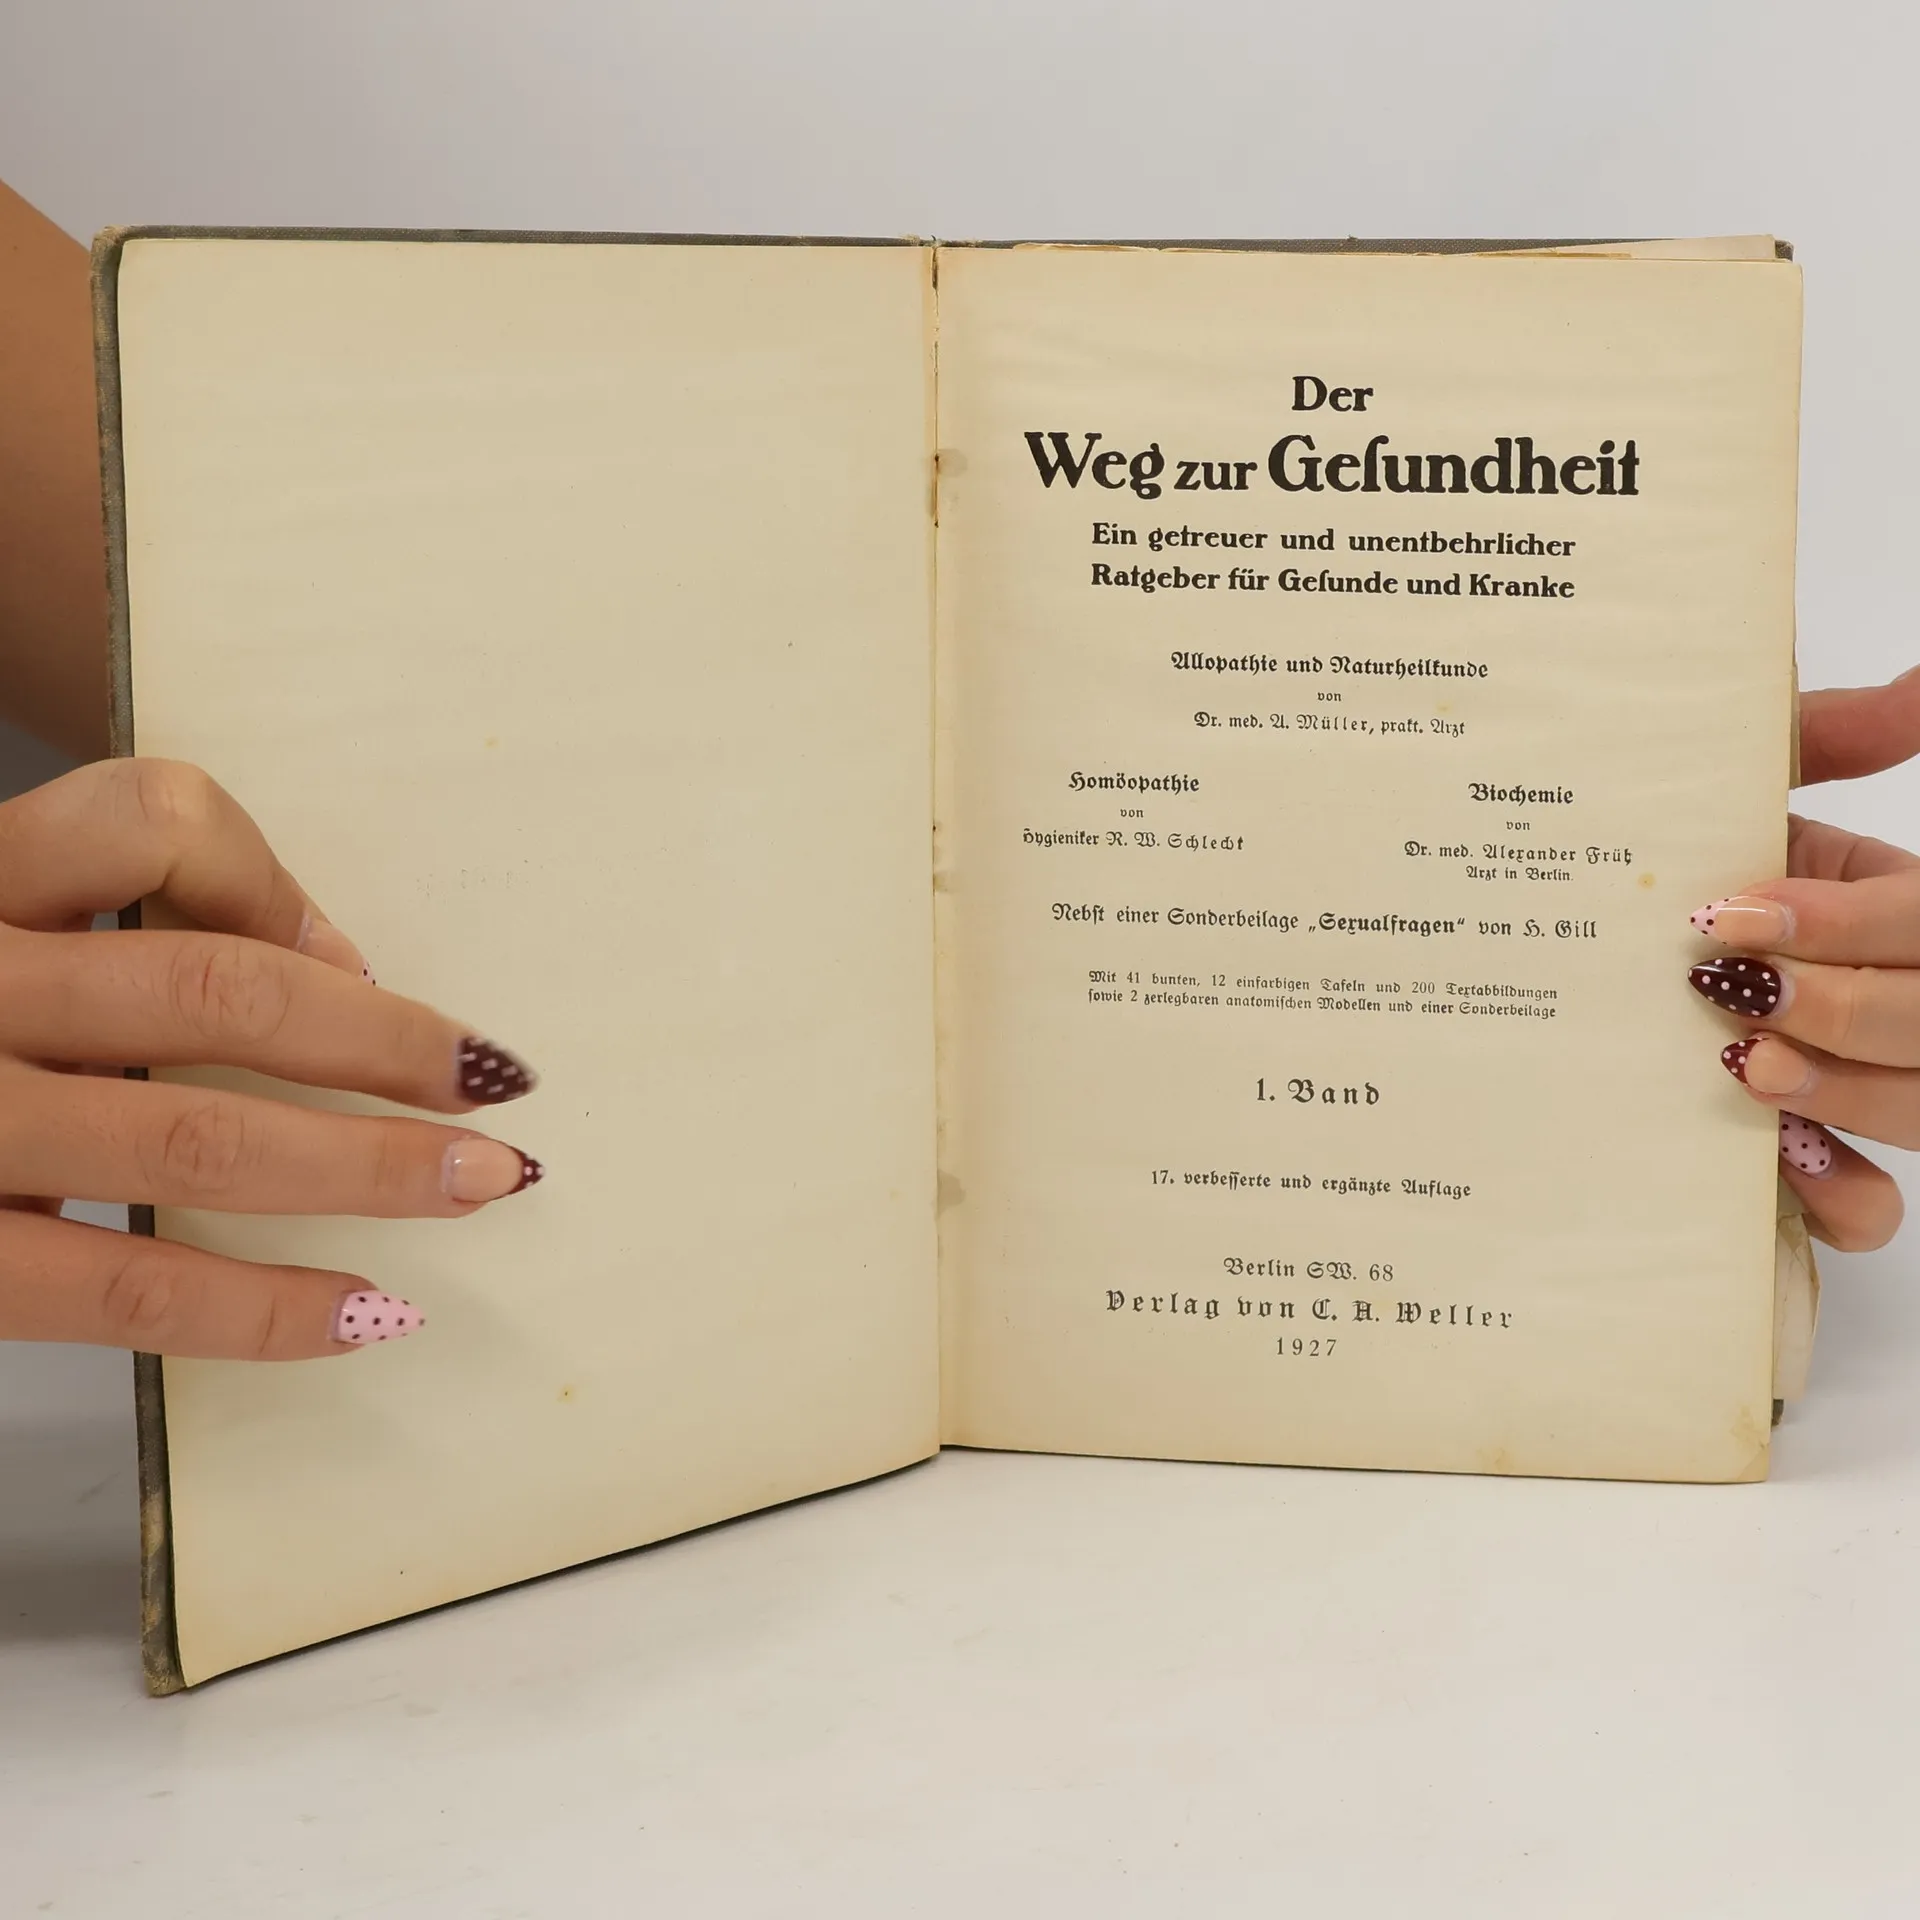 Der
Weg zur Geſundheit
Ein getreuer und unentbehrlicher
Ratgeber für Geſunde und Kranke
Allopathie und Naturheilkunde
von
Dr. med. A. Müller, prakt. Arzt
Homöopathie
von
Hygieniker R. W. Schlecht
Biochemie
von
Dr. med. Alexander Früh
Arzt in Berlin.
Nebſt einer Sonderbeilage „Sexualfragen“ von H. Gill
Mit 41 bunten, 12 einfarbigen Tafeln und 200 Textabbildungen
ſowie 2 zerlegbaren anatomiſchen Modellen und einer Sonderbeilage
1. Band
17. verbeſſerte und ergänzte Auflage
Berlin SW. 68
Verlag von C. A. Weller
1927